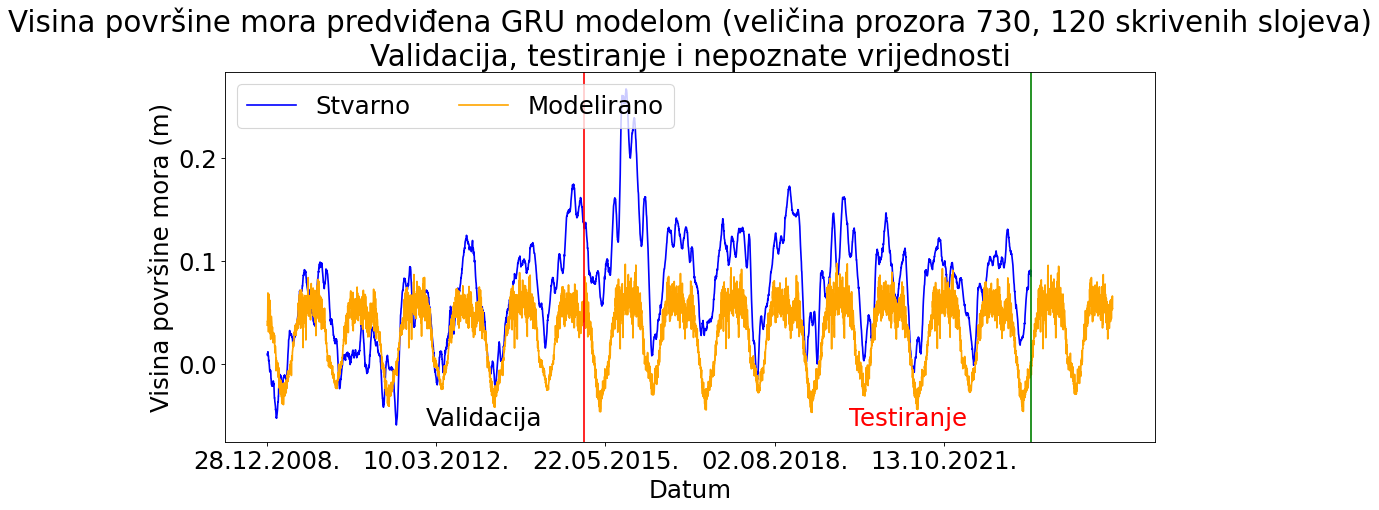 Visina površine mora predviđena GRU modelom (veličina prozora 730, 120 skrivenih slojeva)
Validacija, testiranje i nepoznate vrijednosti
Stvarno
Modelirano
Visina površine mora (m)
0.2
0.1
0.0
Validacija
Testiranje
28.12.2008.
10.03.2012.
22.05.2015.
02.08.2018.
13.10.2021.
Datum